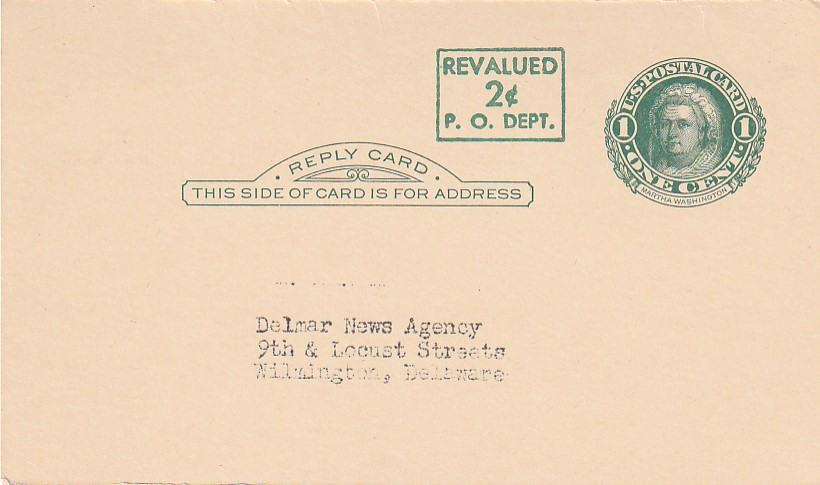 REVALUED
2¢
P. O. DEPT.
U·S·POSTAL CARD
1 1
·ONE CENT·
MARTHA WASHINGTON
· REPLY CARD ·
THIS SIDE OF CARD IS FOR ADDRESS
Delmar News Agency
9th & Locust Streets
Wilmington, Delaware